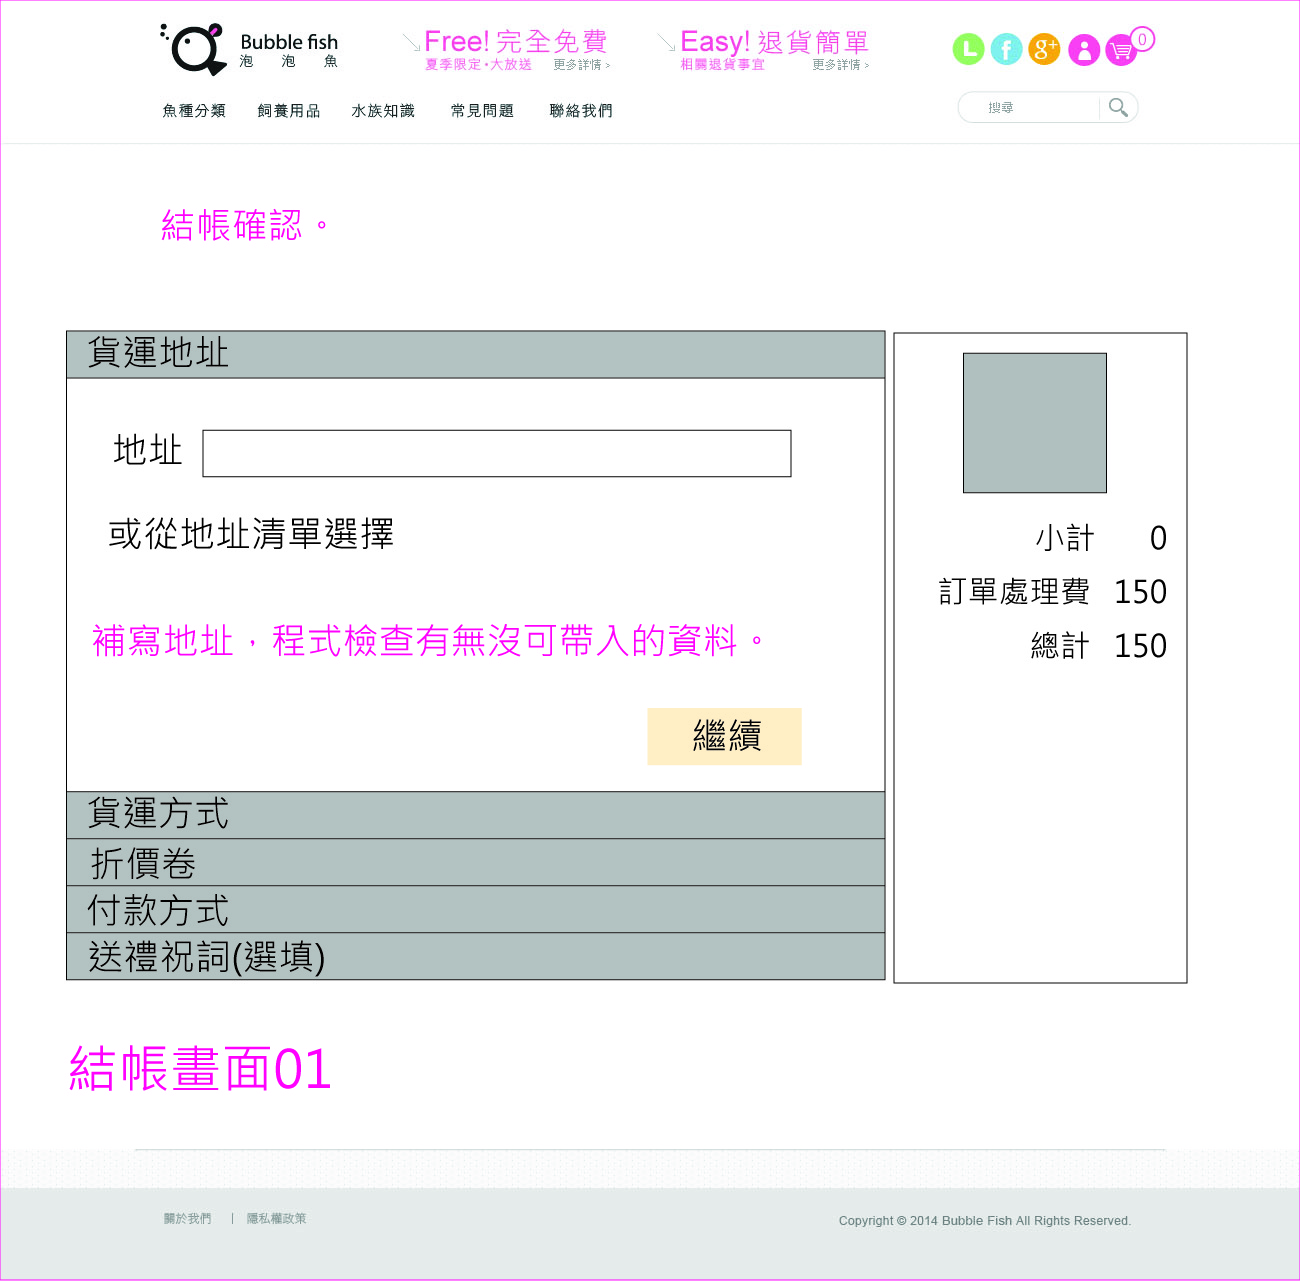 Bubble fish
泡泡魚
Free! 完全免費
夏季限定・大放送 更多詳情 >
Easy! 退貨簡單
相關退貨事宜 更多詳情 >
L f g+ 0
魚種分類 飼養用品 水族知識 常見問題 聯絡我們
搜尋
結帳確認。
貨運地址
地址
或從地址清單選擇
補寫地址，程式檢查有無沒可帶入的資料。
繼續
貨運方式
折價卷
付款方式
送禮祝詞(選填)
小計 0
訂單處理費 150
總計 150
結帳畫面01
關於我們 | 隱私權政策
Copyright © 2014 Bubble Fish All Rights Reserved.